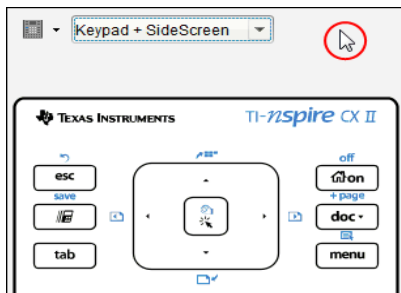 Keypad + SideScreen
TEXAS INSTRUMENTS TI-nspire CX II
off
esc on
save + page
doc
tab menu